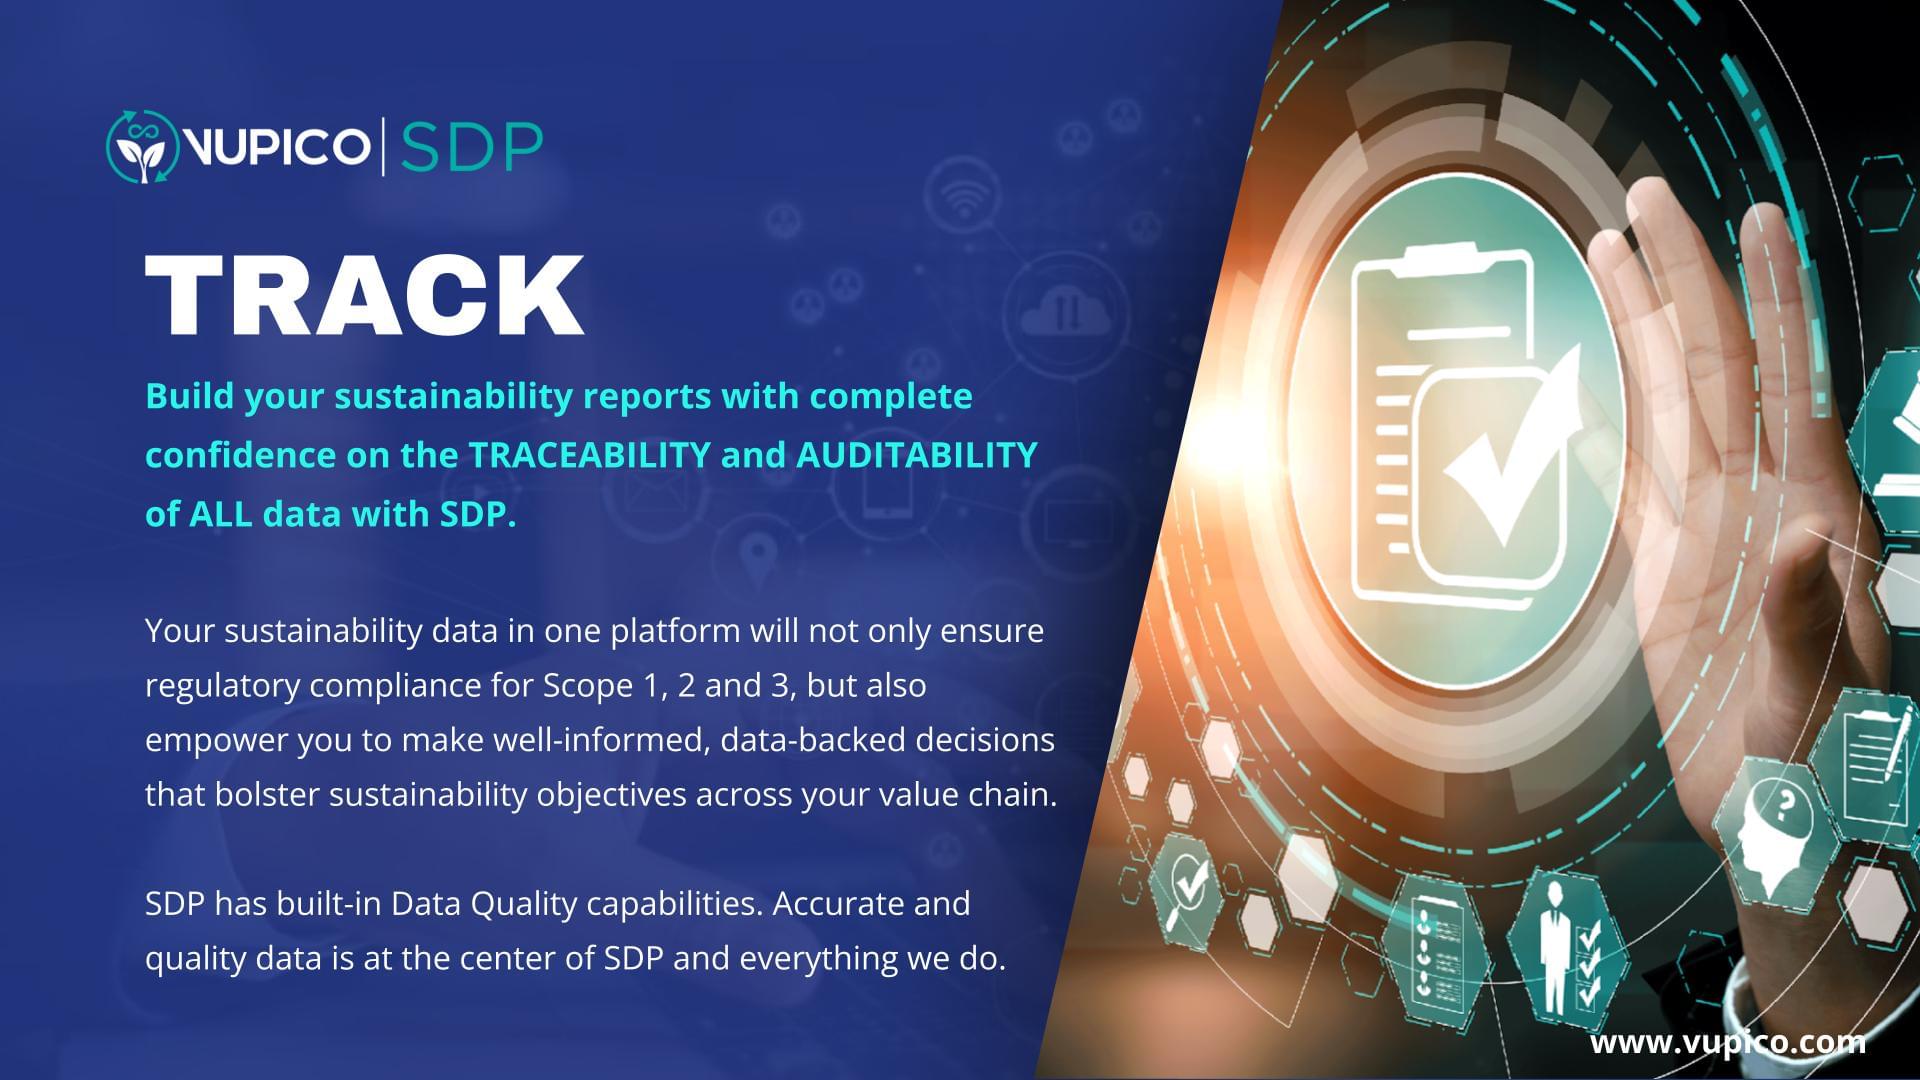 VUPICO | SDP
TRACK
Build your sustainability reports with complete
confidence on the TRACEABILITY and AUDITABILITY
of ALL data with SDP.
Your sustainability data in one platform will not only ensure
regulatory compliance for Scope 1, 2 and 3, but also
empower you to make well-informed, data-backed decisions
that bolster sustainability objectives across your value chain.
SDP has built-in Data Quality capabilities. Accurate and
quality data is at the center of SDP and everything we do.
www.vupico.com